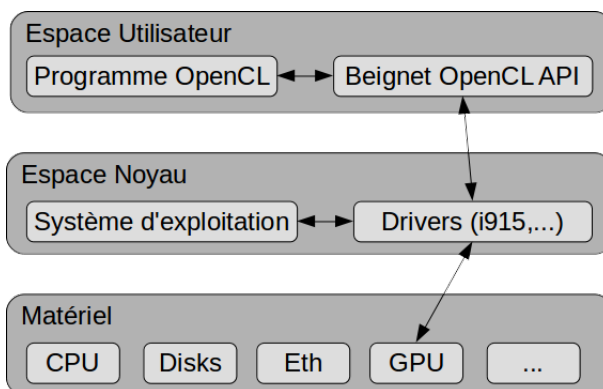 Espace Utilisateur
Programme OpenCL
Beignet OpenCL API
Espace Noyau
Système d'exploitation
Drivers (i915,...)
Matériel
CPU
Disks
Eth
GPU
...